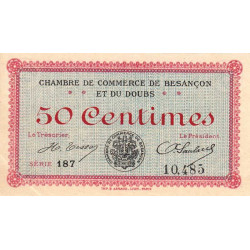 CHAMBRE DE COMMERCE DE BESANÇON
ET DU DOUBS
50 Centimes
Le Trésorier, Le Président,
SÉRIE 187 10,485